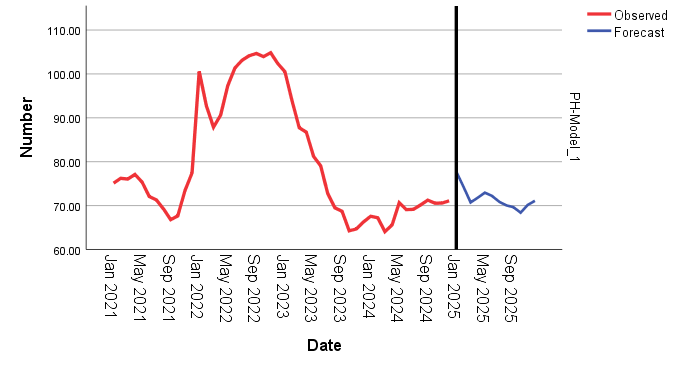 Observed
Forecast
110.00
100.00
90.00
80.00
70.00
60.00
Number
PH-Model_1
Jan 2021
May 2021
Sep 2021
Jan 2022
May 2022
Sep 2022
Jan 2023
May 2023
Sep 2023
Jan 2024
May 2024
Sep 2024
Jan 2025
May 2025
Sep 2025
Date